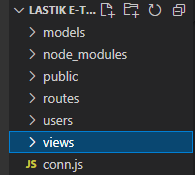 LASTIK E-T...
models
node_modules
public
routes
users
views
JS conn.js